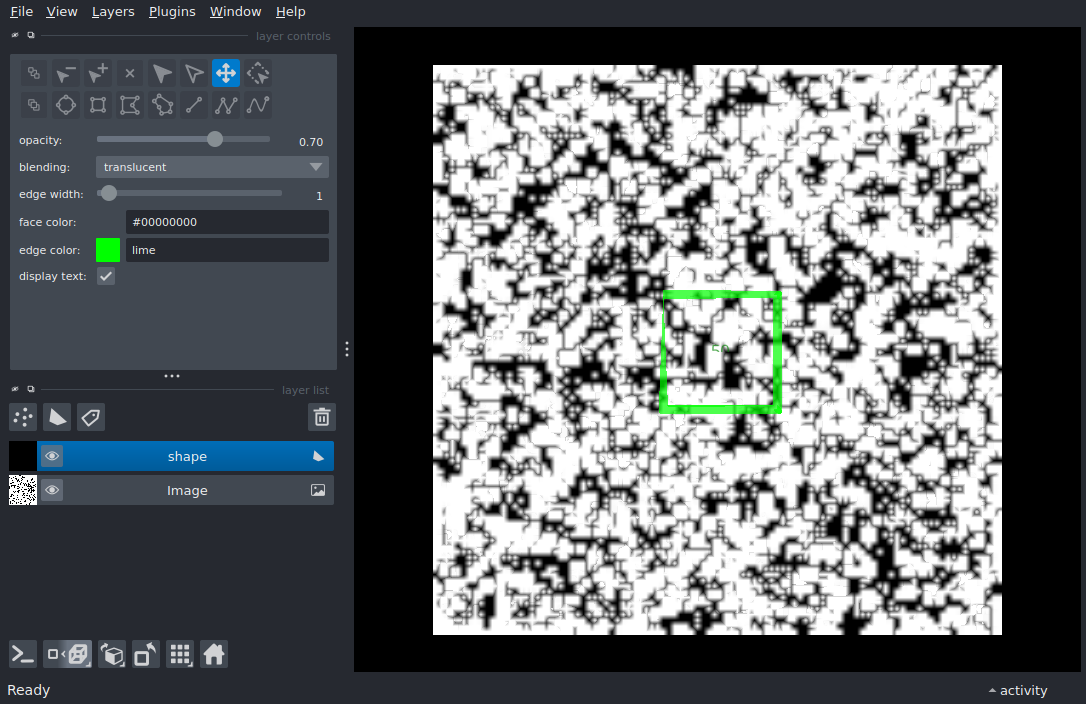 File View Layers Plugins Window Help
layer controls
opacity: 0.70
blending: translucent
edge width: 1
face color: #00000000
edge color: lime
display text:
layer list
shape
Image
Ready
activity